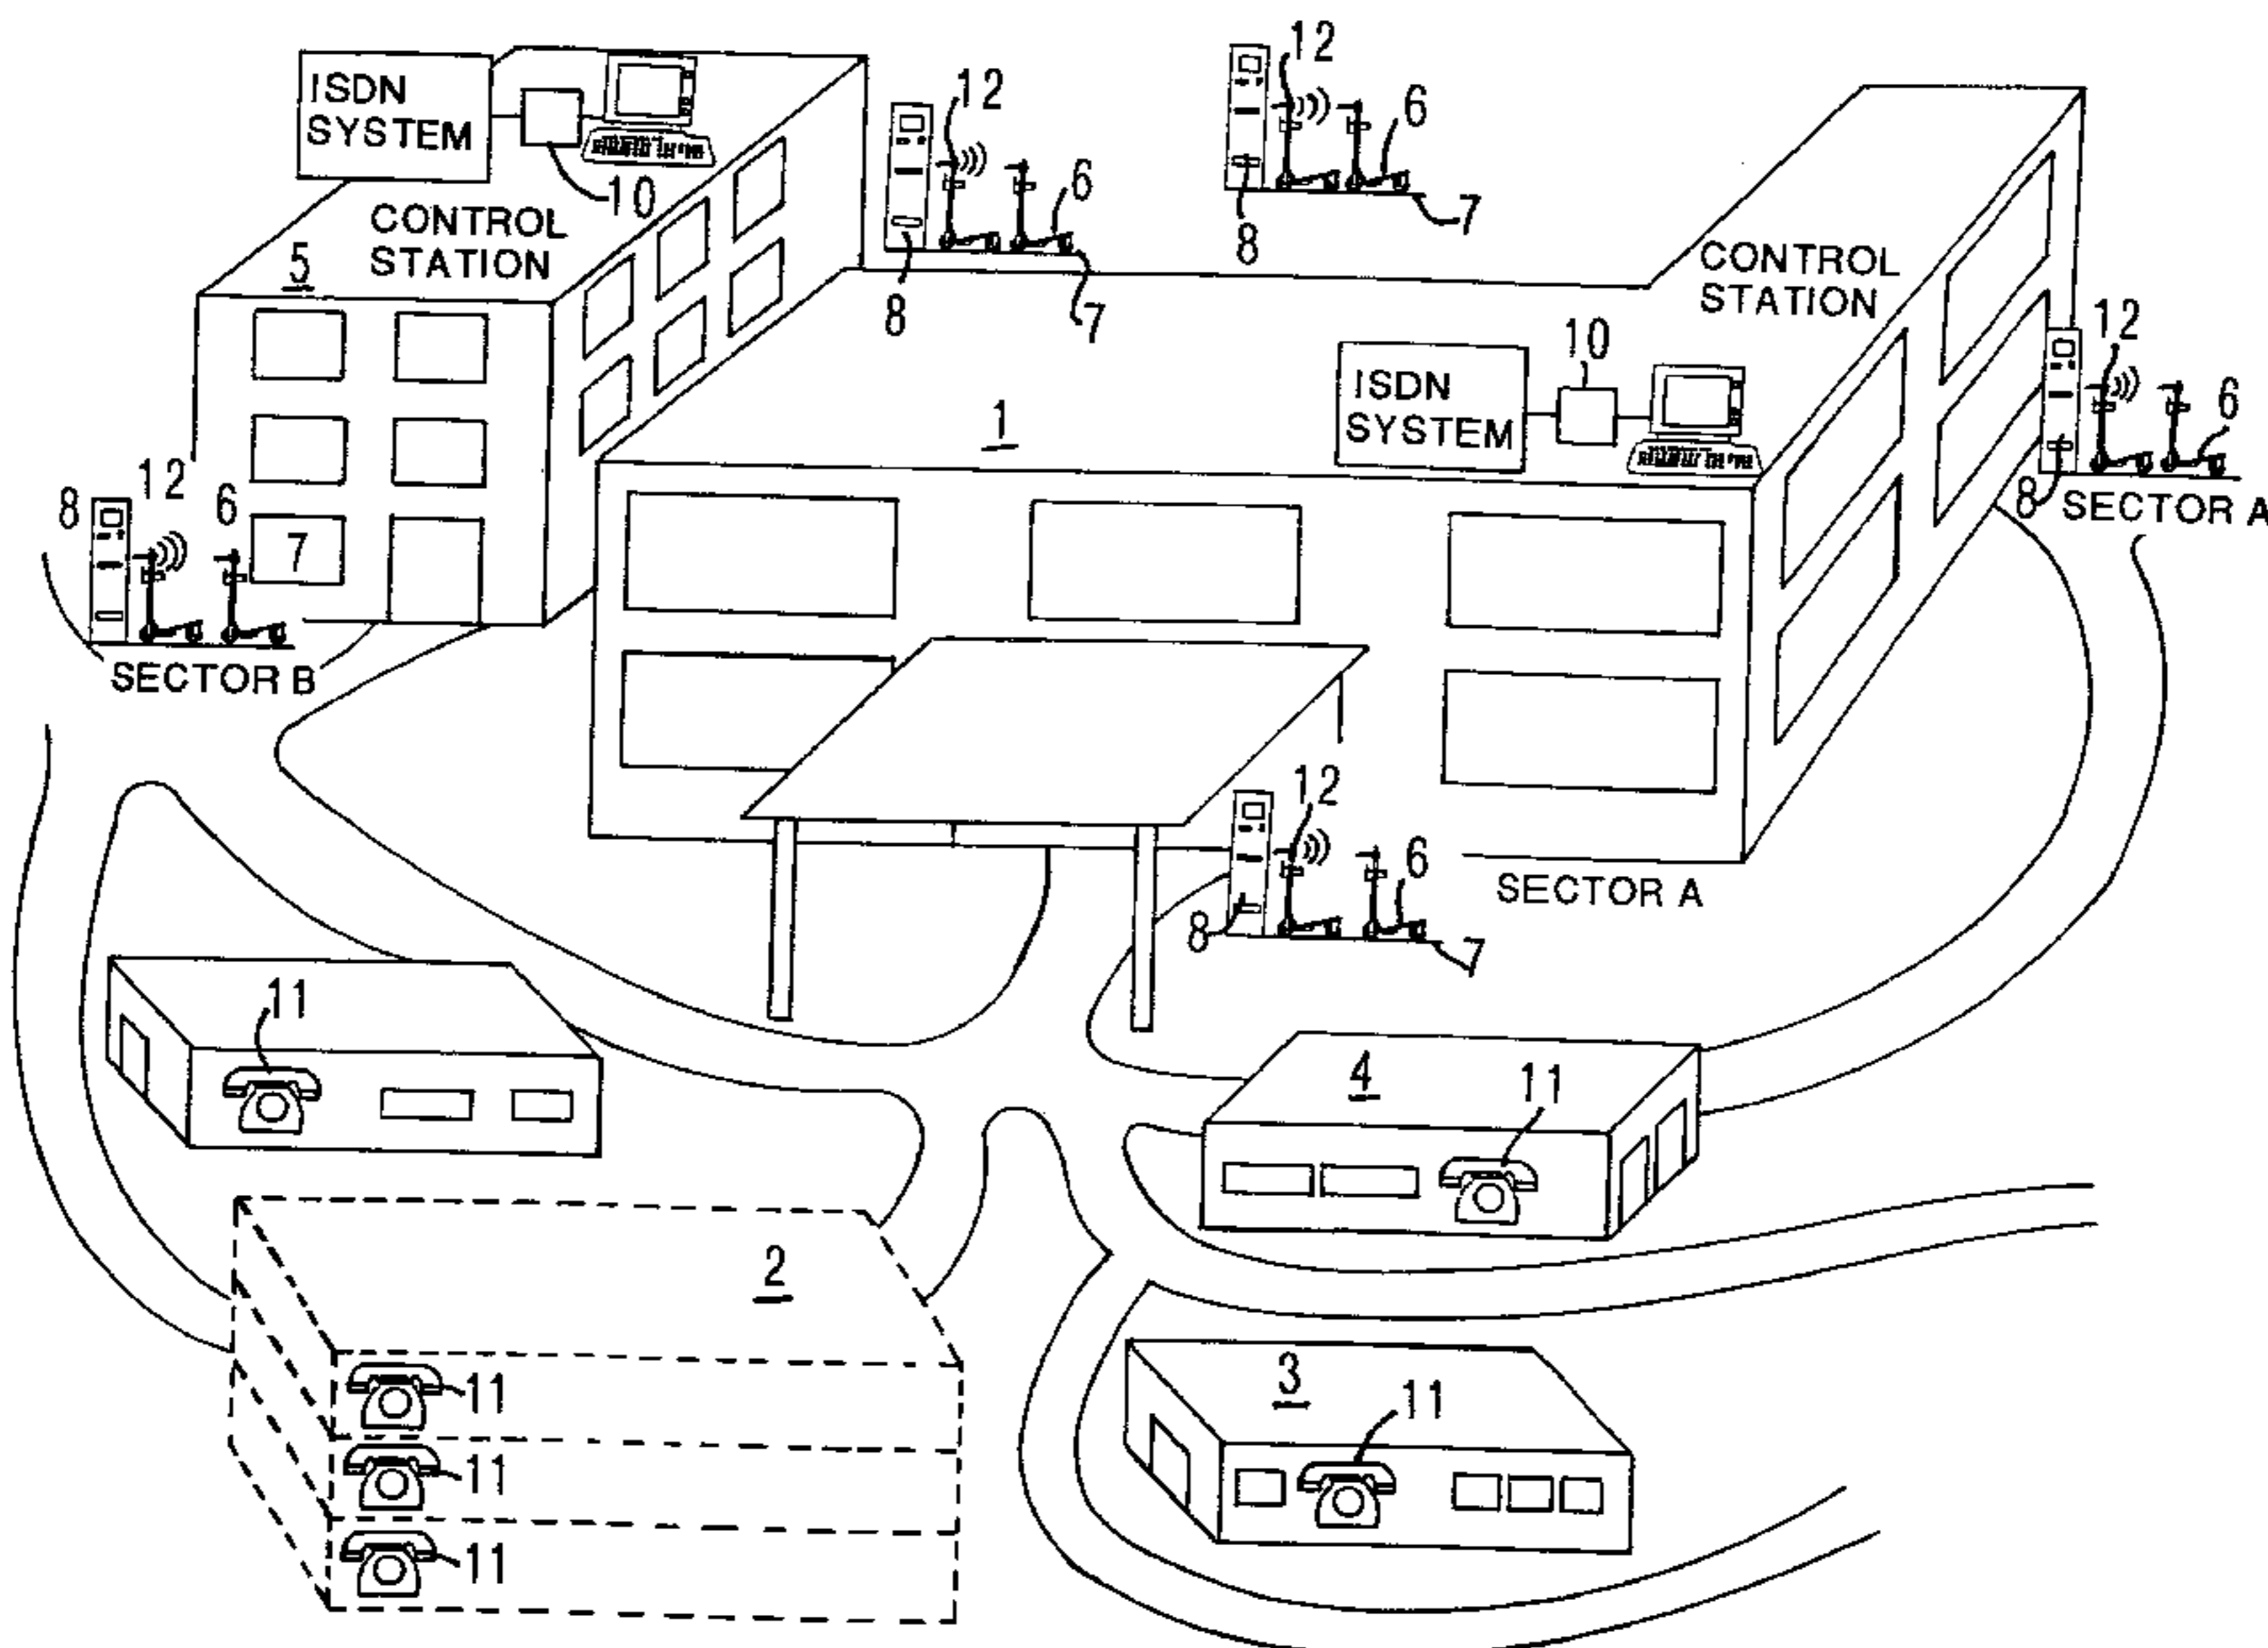 ISDN
SYSTEM
10
CONTROL
STATION
5
12
6
8
7
12
6
8
7
CONTROL
STATION
1
ISDN
SYSTEM
10
12
6
8
SECTOR A
8
12
6
7
SECTOR B
12
6
8
7
SECTOR A
11
4
11
2
11
11
11
3
11